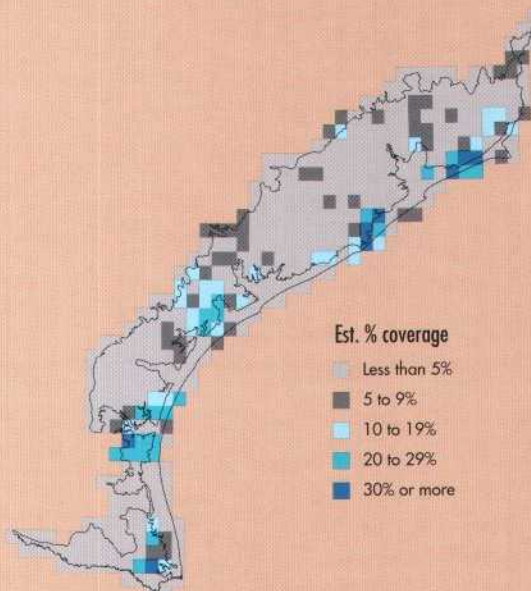 Est. % coverage
Less than 5%
5 to 9%
10 to 19%
20 to 29%
30% or more